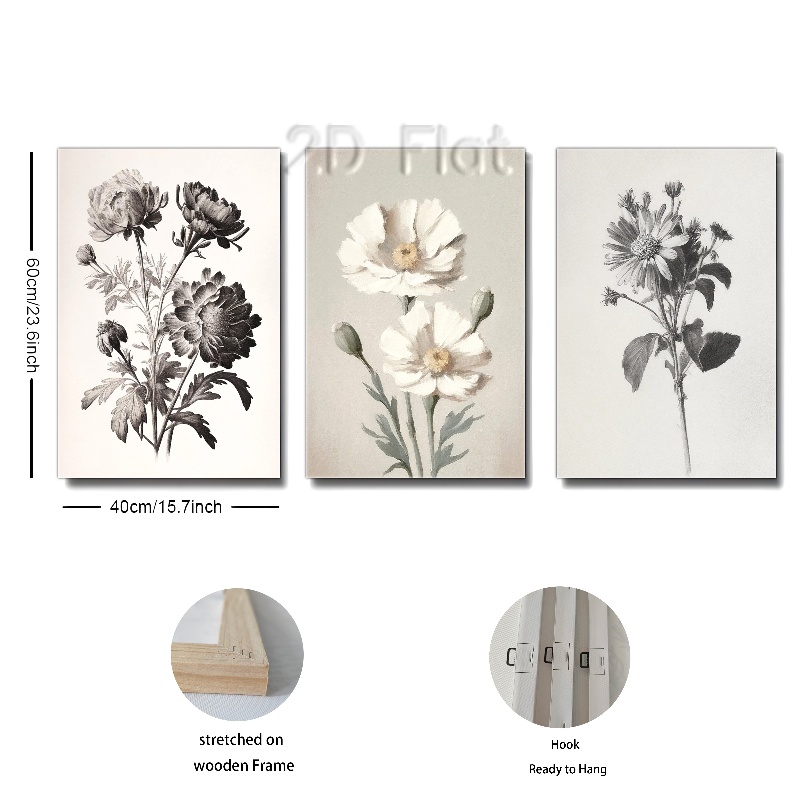 2D Flat
60cm/23.6inch
40cm/15.7inch
stretched on
wooden Frame
Hook
Ready to Hang